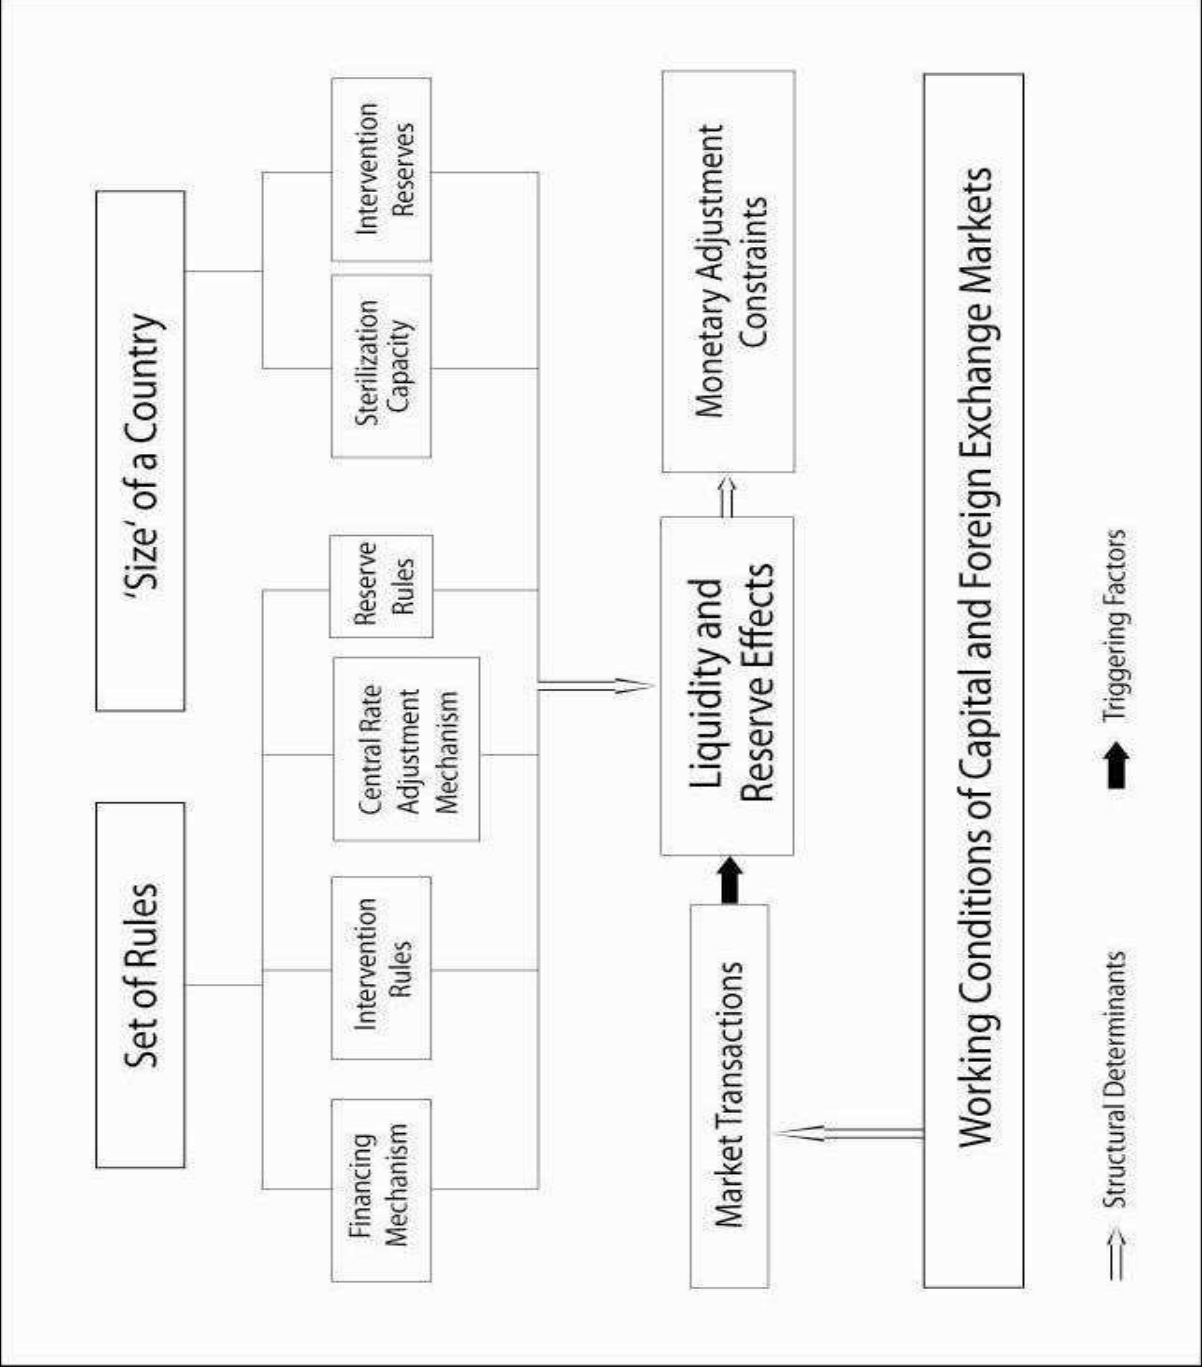 Set of Rules
‘Size‘ of a Country
Financing
Mechanism
Intervention
Rules
Central Rate
Adjustment
Mechanism
Reserve
Rules
Sterilization
Capacity
Intervention
Reserves
Market Transactions
Liquidity and
Reserve Effects
Monetary Adjustment
Constraints
Working Conditions of Capital and Foreign Exchange Markets
Structural Determinants
Triggering Factors